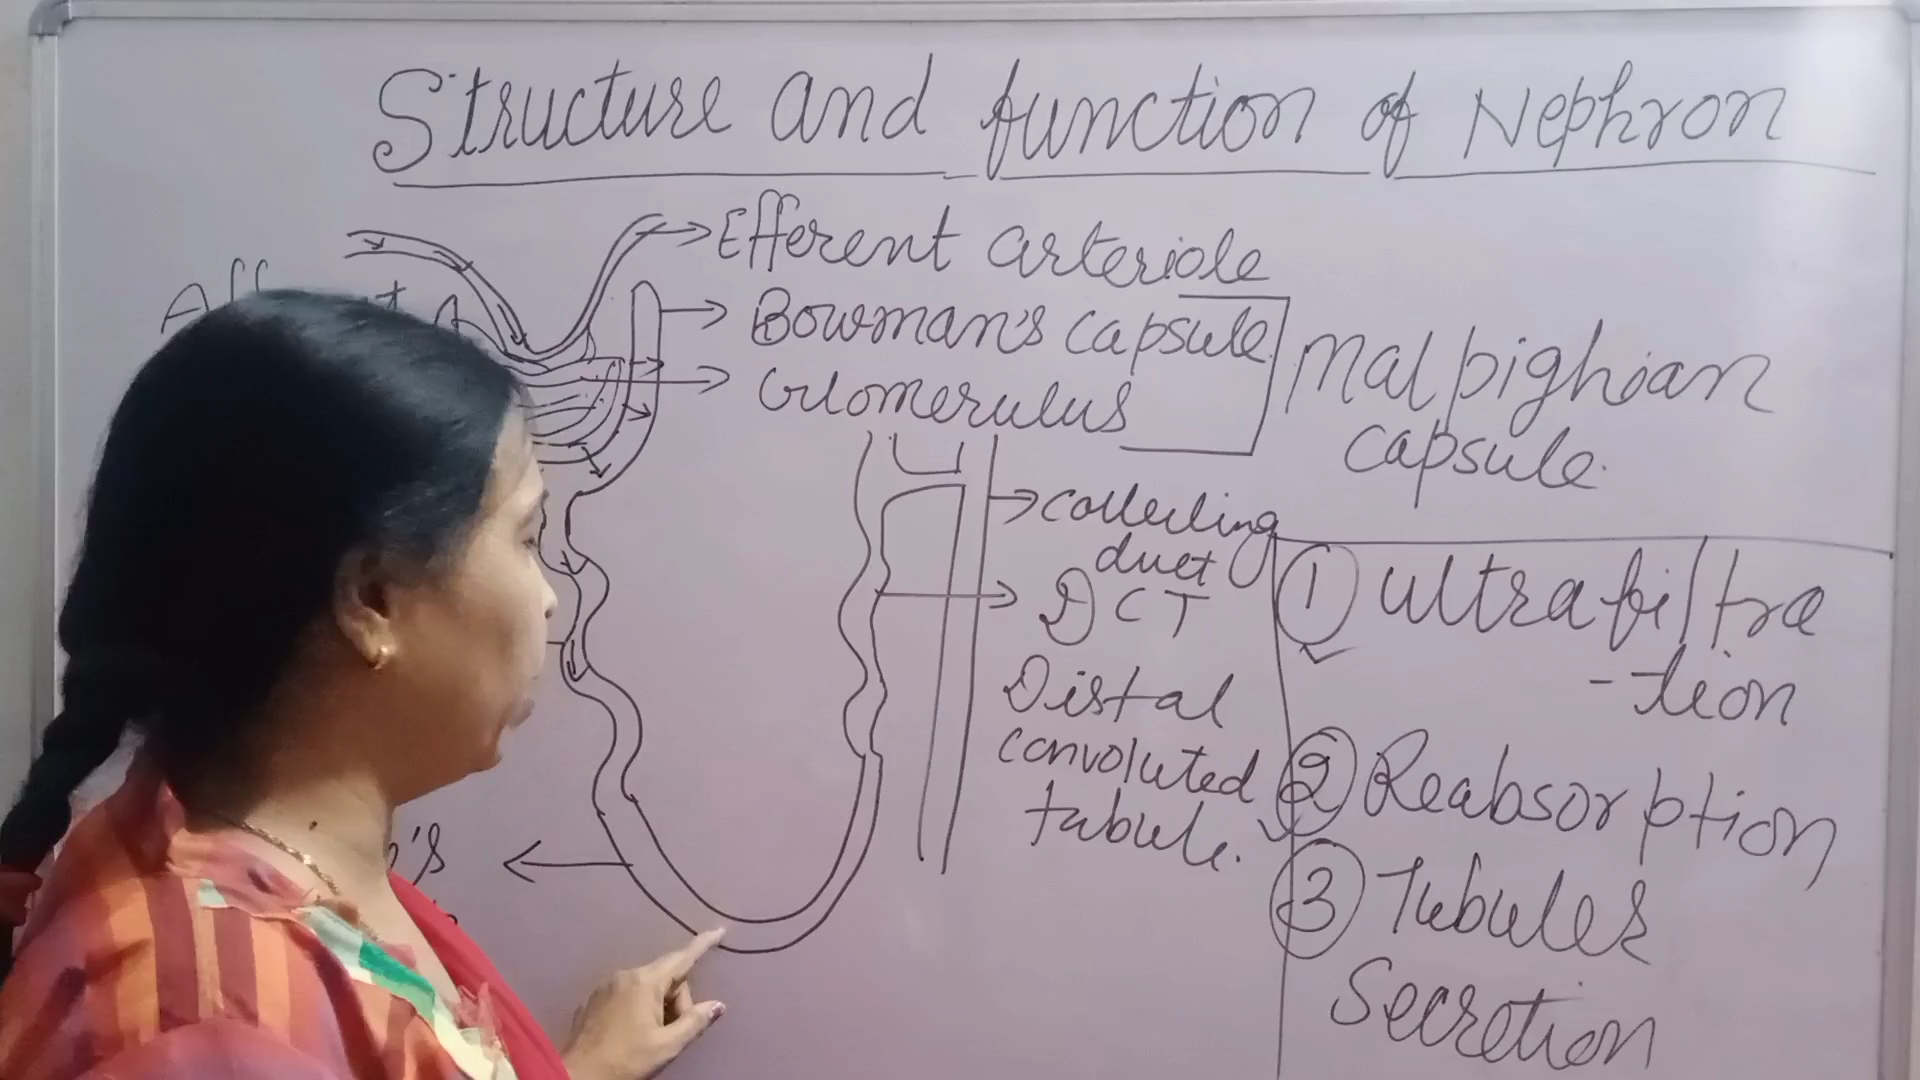 Structure and function of Nephron
Efferent arteriole
Bowman's capsule
Glomerulus
Malpighian
capsule.
collecting
duct
DCT
Distal
convoluted
tubule.
① Ultrafiltra
-tion
② Reabsorption
③ Tubules
Secretion